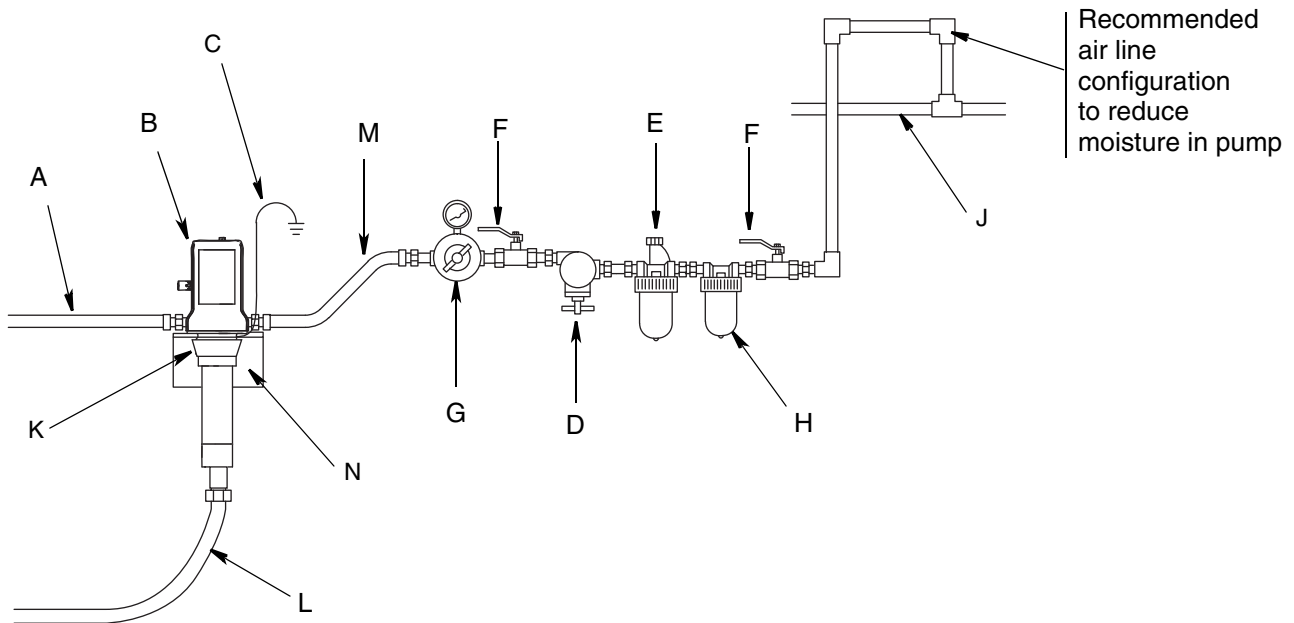 Recommended
air line
configuration
to reduce
moisture in pump
C
B
M
F
E
F
A
J
G
D
H
K
N
L